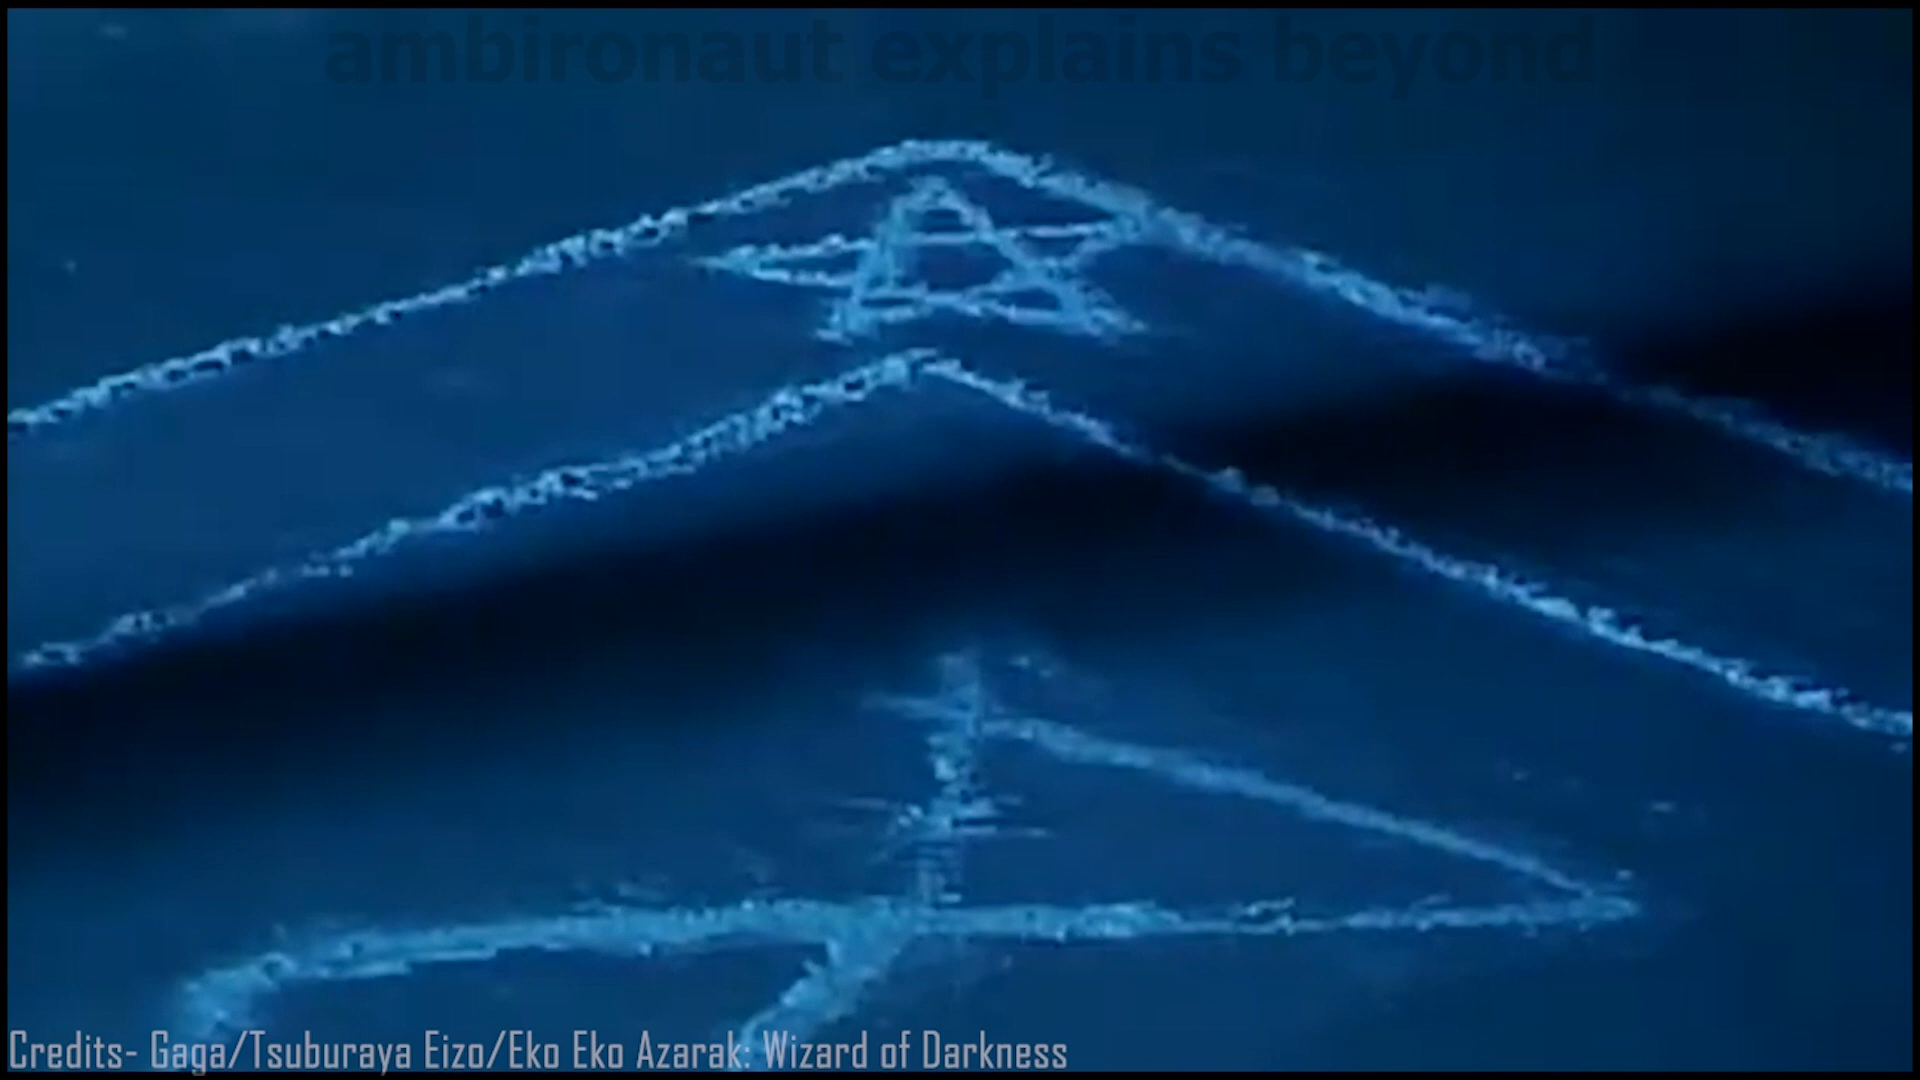 ambironaut explains beyond
Credits- Gaga/Tsuburaya Eizo/Eko Eko Azarak: Wizard of Darkness